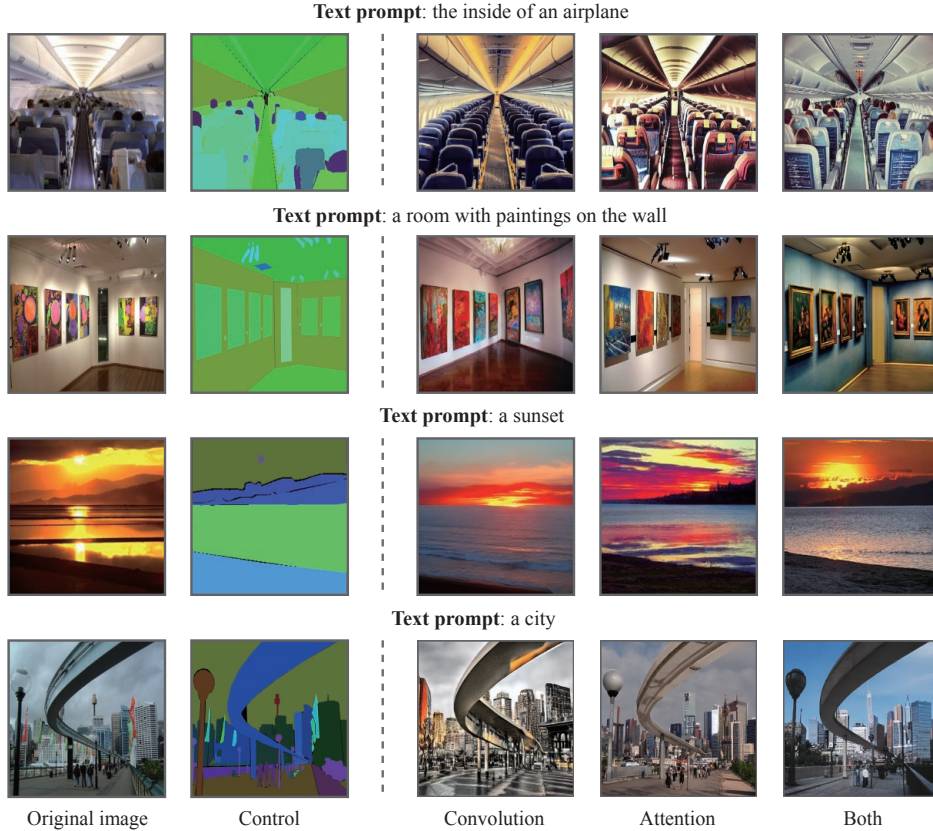 Text prompt: the inside of an airplane
Text prompt: a room with paintings on the wall
Text prompt: a sunset
Text prompt: a city
Original image Control Convolution Attention Both